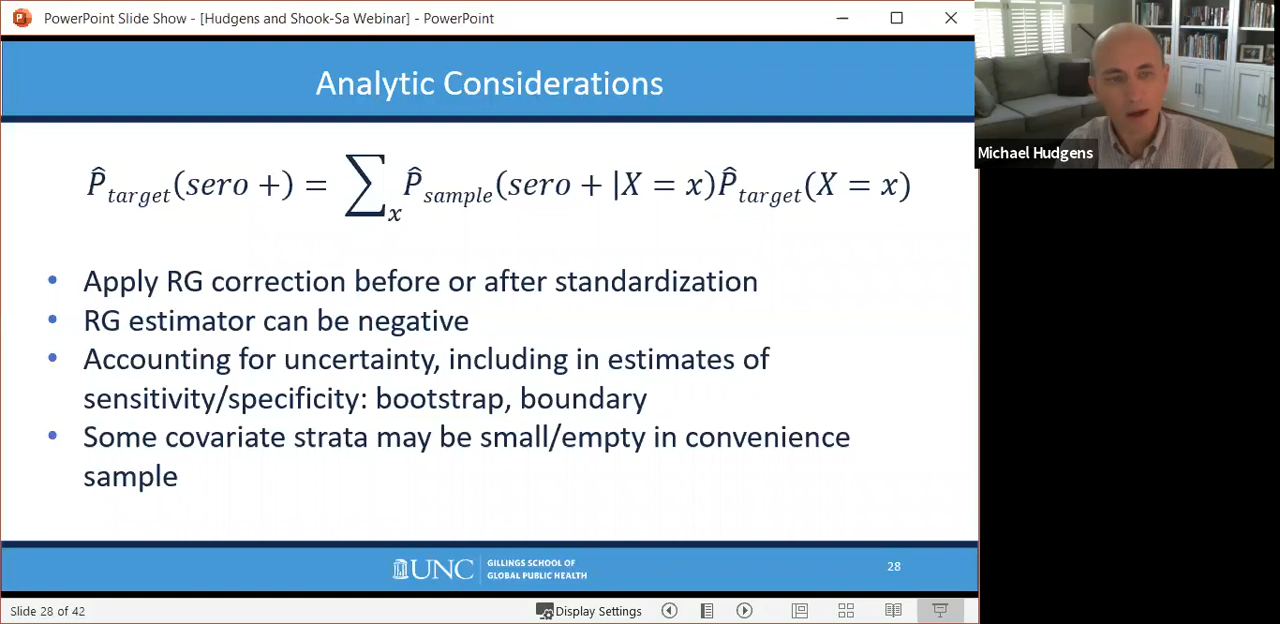 PowerPoint Slide Show - [Hudgens and Shook-Sa Webinar] - PowerPoint
Analytic Considerations
P̂target(sero +) = ∑x P̂sample(sero + |X = x)P̂target(X = x)
• Apply RG correction before or after standardization
• RG estimator can be negative
• Accounting for uncertainty, including in estimates of
sensitivity/specificity: bootstrap, boundary
• Some covariate strata may be small/empty in convenience
sample
UNC
GILLINGS SCHOOL OF
GLOBAL PUBLIC HEALTH
28
Slide 28 of 42
Display Settings
Michael Hudgens